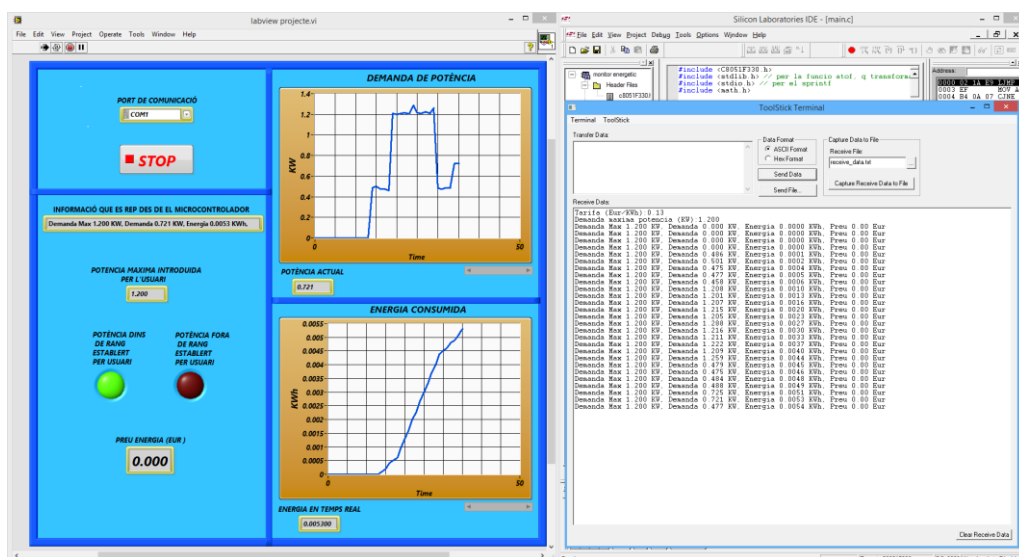 labview projecte.vi
File Edit View Project Operate Tools Window Help
PORT DE COMUNICACIÓ
COM1
STOP
INFORMACIÓ QUE ES REP DES DE EL MICROCONTROLADOR
Demanda Max 1.200 KW, Demanda 0.721 KW, Energia 0.0053 KWh,
POTENCIA MAXIMA INTRODUIDA
PER L'USUARI
1.200
POTÈNCIA DINS
DE RANG
ESTABLERT
PER USUARI
POTÈNCIA FORA
DE RANG
ESTABLERT
PER USUARI
PREU ENERGIA (EUR )
0.000
DEMANDA DE POTÈNCIA
KW
1.4
1.2
1
0.8
0.6
0.4
0.2
0
0
50
Time
POTÈNCIA ACTUAL
0.721
ENERGIA CONSUMIDA
KWh
0.0055
0.005
0.0045
0.004
0.0035
0.003
0.0025
0.002
0.0015
0.001
0.0005
0
0
50
Time
ENERGIA EN TEMPS REAL
0.005300
Silicon Laboratories IDE - [main.c]
File Edit View Project Debug Tools Options Window Help
monitor energetic
Header Files
c8051F330.h
#include <C8051F330.h>
#include <stdlib.h> // per la funcio atof, q transforma
#include <stdio.h> // per el sprintf
#include <math.h>
Address:
0003 EF MOV A
0004 B4 0A 07 CJNE
ToolStick Terminal
Terminal ToolStick
Transfer Data:
Data Format
ASCII Format
Hex Format
Send Data
Send File...
Capture Data to File
Receive File:
receive_data.txt
...
Capture Receive Data to File
Receive Data:
Tarifa (Eur/KWh):0.13
Demanda maxima potencia (KW):1.200
Demanda Max 1.200 KW, Demanda 0.000 KW, Energia 0.0000 KWh, Preu 0.00 Eur
Demanda Max 1.200 KW, Demanda 0.000 KW, Energia 0.0000 KWh, Preu 0.00 Eur
Demanda Max 1.200 KW, Demanda 0.000 KW, Energia 0.0000 KWh, Preu 0.00 Eur
Demanda Max 1.200 KW, Demanda 0.000 KW, Energia 0.0000 KWh, Preu 0.00 Eur
Demanda Max 1.200 KW, Demanda 0.486 KW, Energia 0.0001 KWh, Preu 0.00 Eur
Demanda Max 1.200 KW, Demanda 0.501 KW, Energia 0.0002 KWh, Preu 0.00 Eur
Demanda Max 1.200 KW, Demanda 0.475 KW, Energia 0.0004 KWh, Preu 0.00 Eur
Demanda Max 1.200 KW, Demanda 0.477 KW, Energia 0.0005 KWh, Preu 0.00 Eur
Demanda Max 1.200 KW, Demanda 0.458 KW, Energia 0.0006 KWh, Preu 0.00 Eur
Demanda Max 1.200 KW, Demanda 1.208 KW, Energia 0.0010 KWh, Preu 0.00 Eur
Demanda Max 1.200 KW, Demanda 1.201 KW, Energia 0.0013 KWh, Preu 0.00 Eur
Demanda Max 1.200 KW, Demanda 1.207 KW, Energia 0.0016 KWh, Preu 0.00 Eur
Demanda Max 1.200 KW, Demanda 1.215 KW, Energia 0.0020 KWh, Preu 0.00 Eur
Demanda Max 1.200 KW, Demanda 1.205 KW, Energia 0.0023 KWh, Preu 0.00 Eur
Demanda Max 1.200 KW, Demanda 1.288 KW, Energia 0.0027 KWh, Preu 0.00 Eur
Demanda Max 1.200 KW, Demanda 1.216 KW, Energia 0.0030 KWh, Preu 0.00 Eur
Demanda Max 1.200 KW, Demanda 1.211 KW, Energia 0.0033 KWh, Preu 0.00 Eur
Demanda Max 1.200 KW, Demanda 1.222 KW, Energia 0.0037 KWh, Preu 0.00 Eur
Demanda Max 1.200 KW, Demanda 1.209 KW, Energia 0.0040 KWh, Preu 0.00 Eur
Demanda Max 1.200 KW, Demanda 1.259 KW, Energia 0.0044 KWh, Preu 0.00 Eur
Demanda Max 1.200 KW, Demanda 0.479 KW, Energia 0.0045 KWh, Preu 0.00 Eur
Demanda Max 1.200 KW, Demanda 0.475 KW, Energia 0.0046 KWh, Preu 0.00 Eur
Demanda Max 1.200 KW, Demanda 0.484 KW, Energia 0.0048 KWh, Preu 0.00 Eur
Demanda Max 1.200 KW, Demanda 0.488 KW, Energia 0.0049 KWh, Preu 0.00 Eur
Demanda Max 1.200 KW, Demanda 0.725 KW, Energia 0.0051 KWh, Preu 0.00 Eur
Demanda Max 1.200 KW, Demanda 0.721 KW, Energia 0.0053 KWh, Preu 0.00 Eur
Demanda Max 1.200 KW, Demanda 0.477 KW, Energia 0.0054 KWh, Preu 0.00 Eur
Clear Receive Data